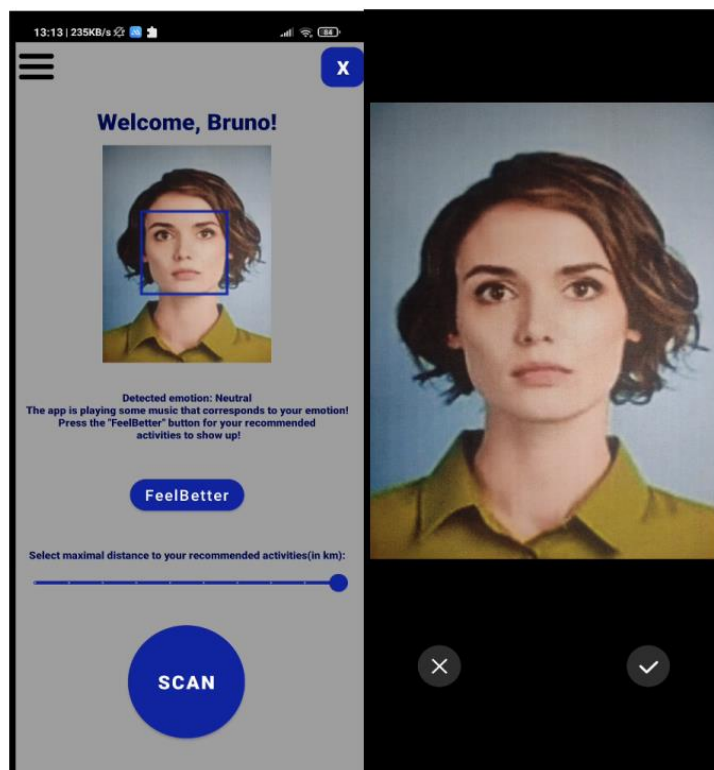 13:13 | 235KB/s
84
X
Welcome, Bruno!
Detected emotion: Neutral
The app is playing some music that corresponds to your emotion!
Press the "FeelBetter" button for your recommended
activities to show up!
FeelBetter
Select maximal distance to your recommended activities(in km):
SCAN